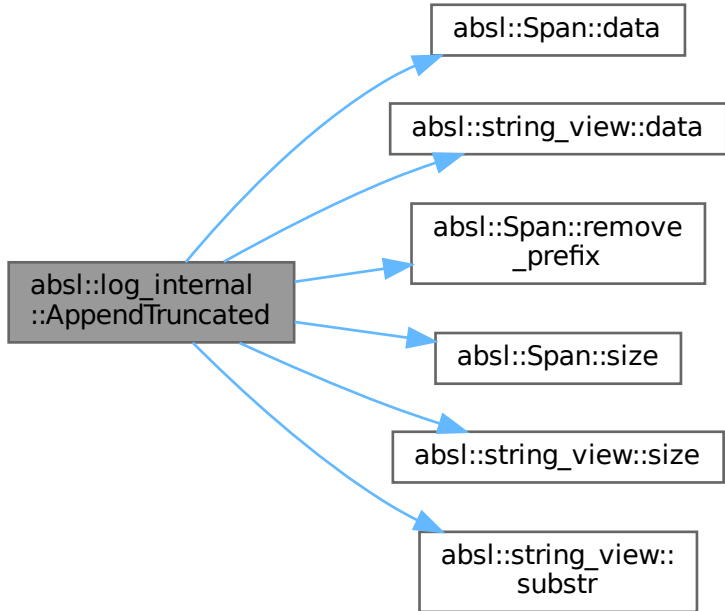 absl::Span::data
absl::string_view::data
absl::Span::remove
_prefix
absl::log_internal
::AppendTruncated
absl::Span::size
absl::string_view::size
absl::string_view::
substr